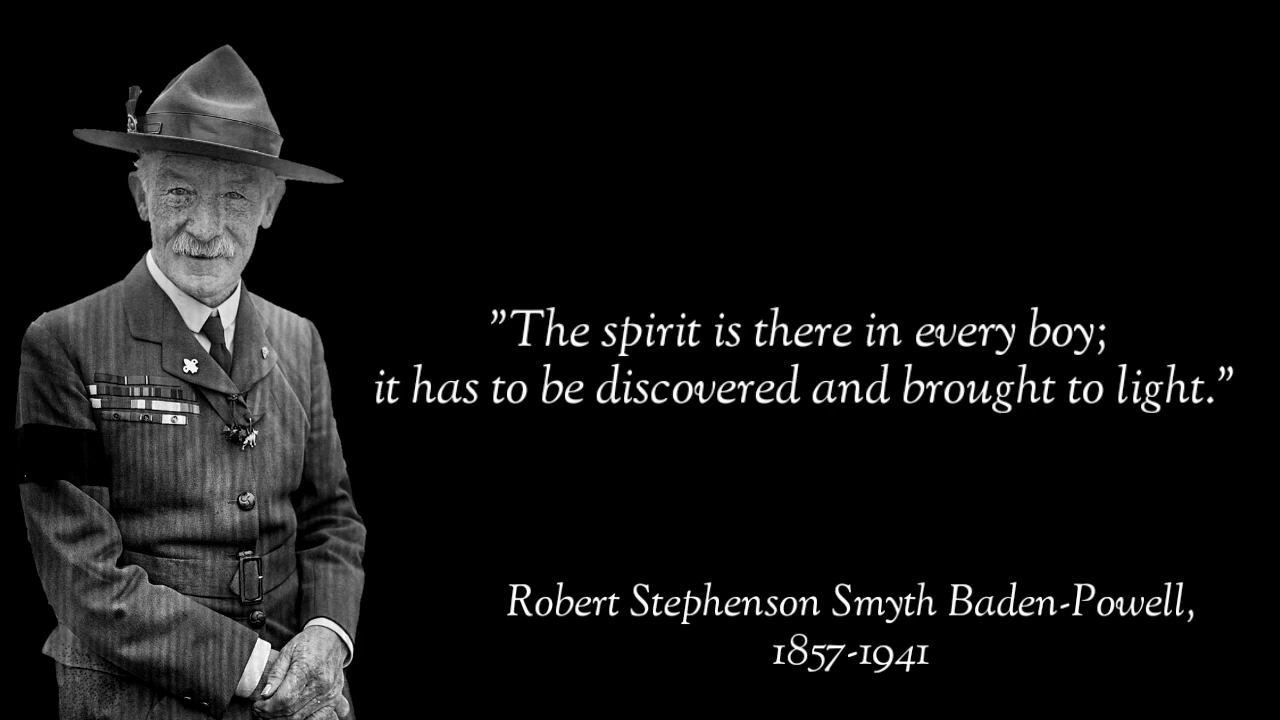 ”The spirit is there in every boy;
it has to be discovered and brought to light.”
Robert Stephenson Smyth Baden-Powell,
1857-1941